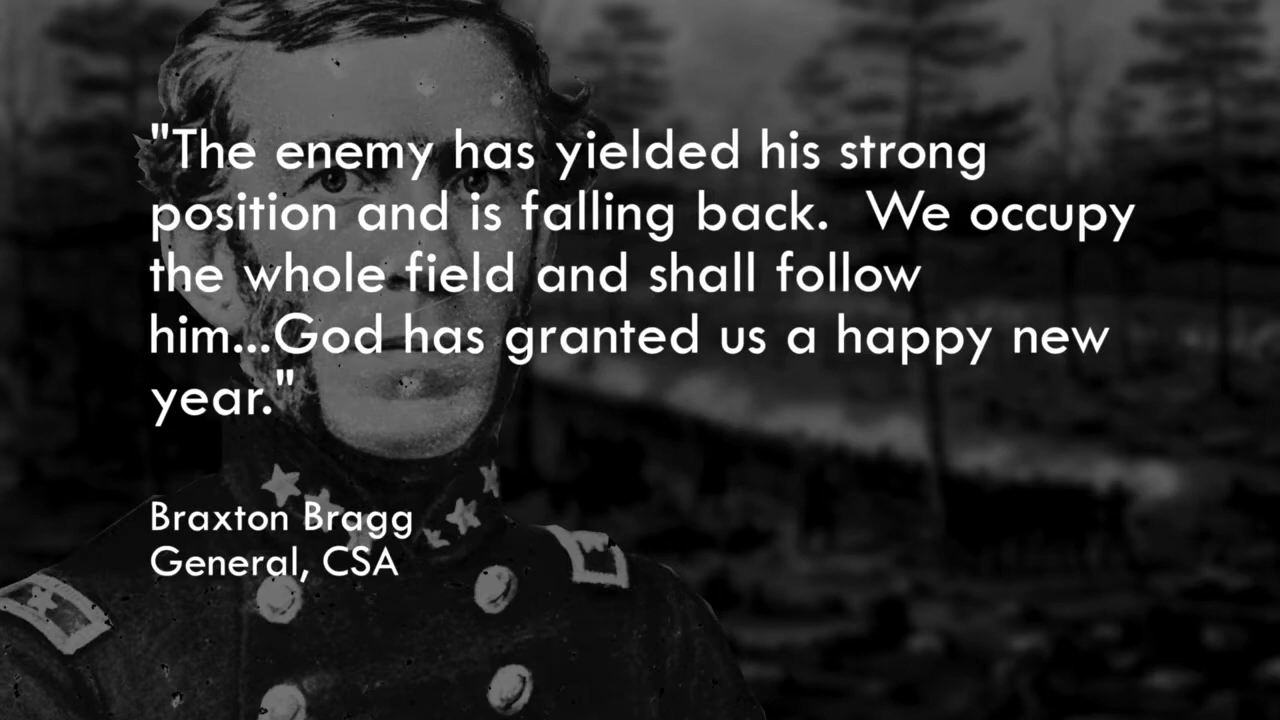 "The enemy has yielded his strong
position and is falling back.  We occupy
the whole field and shall follow
him...God has granted us a happy new
year."
Braxton Bragg
General, CSA